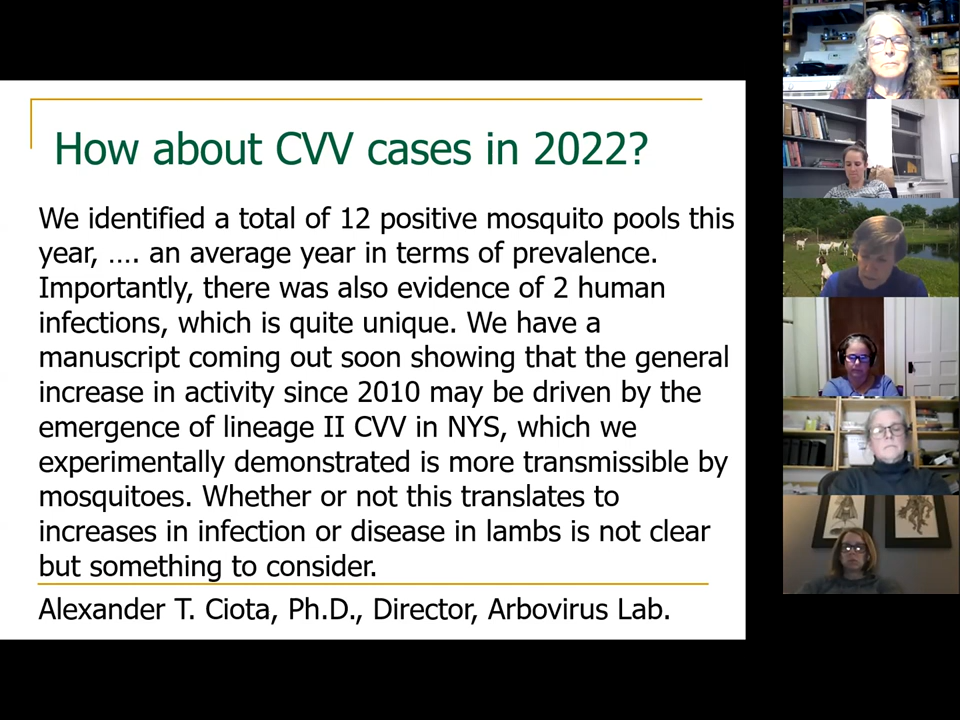 How about CVV cases in 2022?
We identified a total of 12 positive mosquito pools this
year, …. an average year in terms of prevalence.
Importantly, there was also evidence of 2 human
infections, which is quite unique. We have a
manuscript coming out soon showing that the general
increase in activity since 2010 may be driven by the
emergence of lineage II CVV in NYS, which we
experimentally demonstrated is more transmissible by
mosquitoes. Whether or not this translates to
increases in infection or disease in lambs is not clear
but something to consider.
Alexander T. Ciota, Ph.D., Director, Arbovirus Lab.